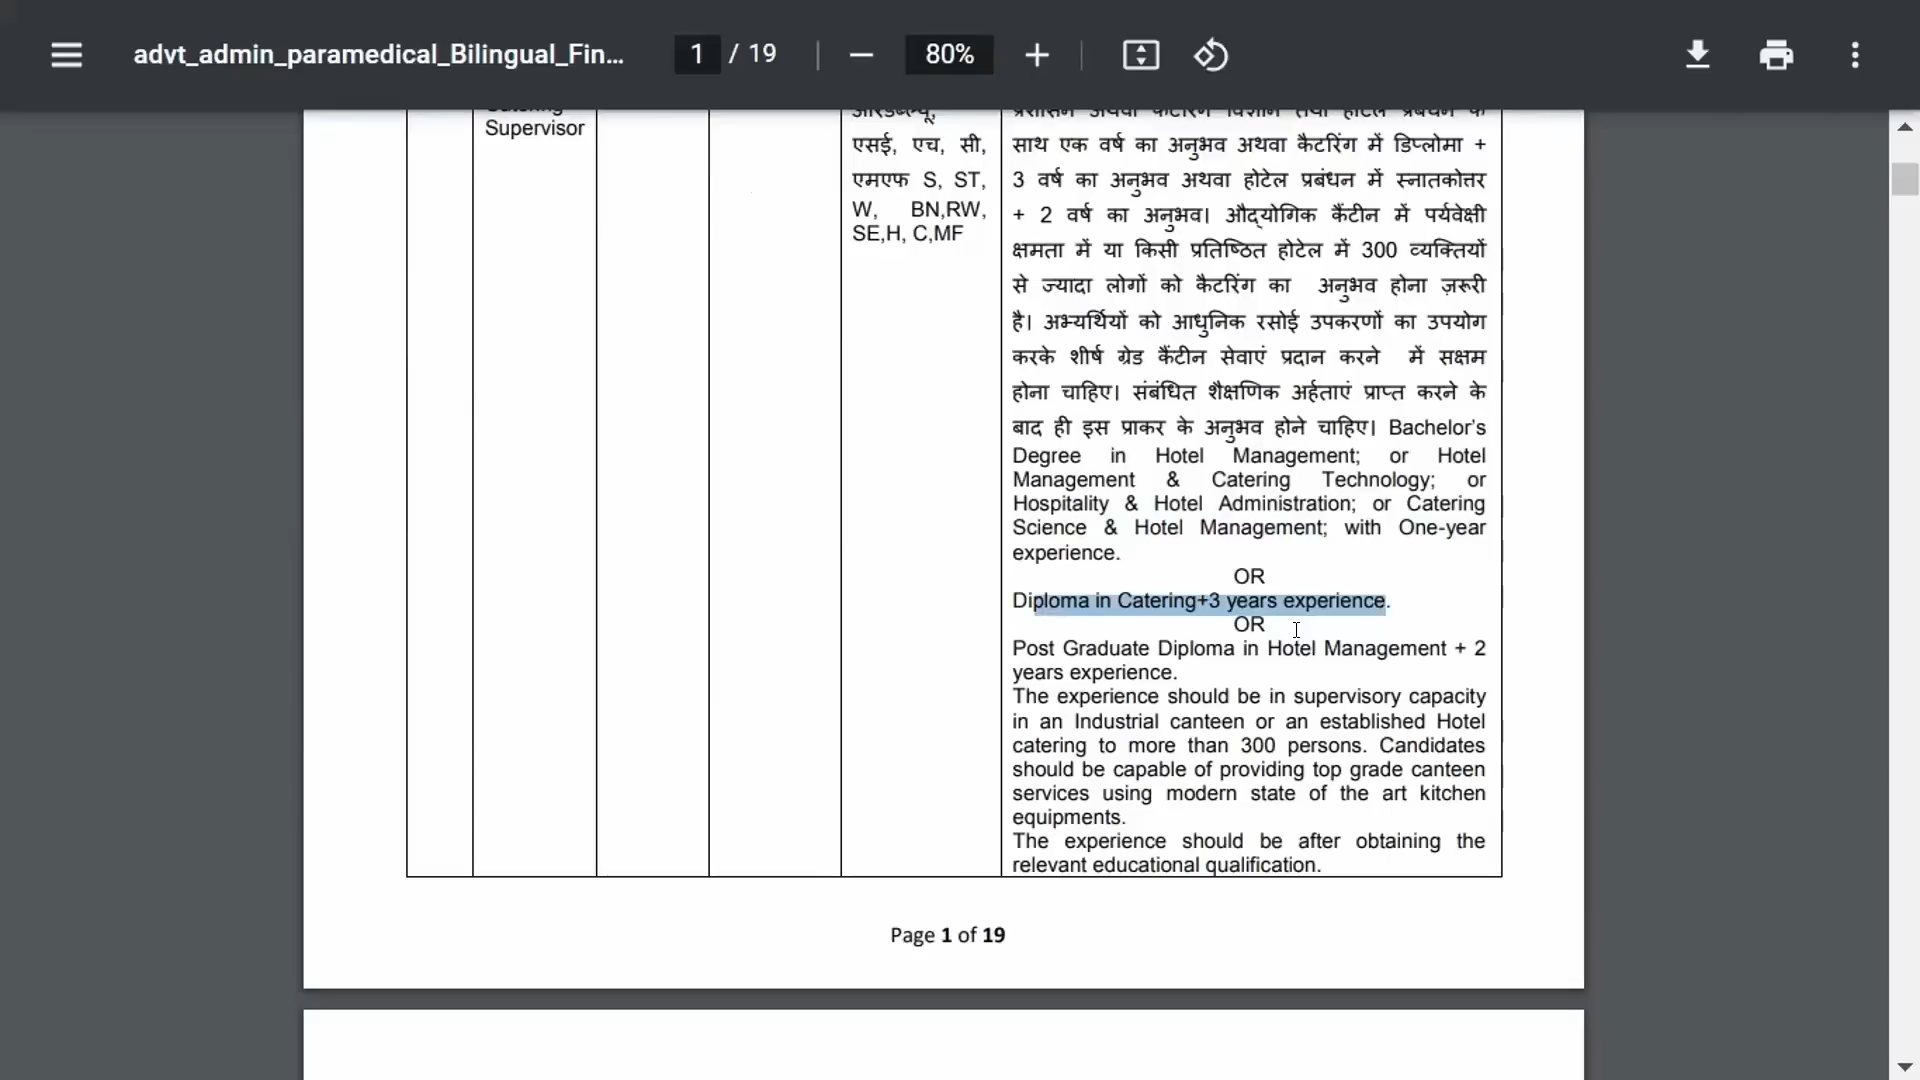 advt_admin_paramedical_Bilingual_Fin...
1 / 19
80%
Supervisor
एसई, एच, सी,
एमएफ S, ST,
W, BN,RW,
SE,H, C,MF
साथ एक वर्ष का अनुभव अथवा कैटरिंग में डिप्लोमा +
3 वर्ष का अनुभव अथवा होटेल प्रबंधन में स्नातकोत्तर
+ 2 वर्ष का अनुभव। औद्योगिक कैंटीन में पर्यवेक्षी
क्षमता में या किसी प्रतिष्ठित होटेल में 300 व्यक्तियों
से ज्यादा लोगों को कैटरिंग का अनुभव होना ज़रूरी
है। अभ्यर्थियों को आधुनिक रसोई उपकरणों का उपयोग
करके शीर्ष ग्रेड कैंटीन सेवाएं प्रदान करने में सक्षम
होना चाहिए। संबंधित शैक्षणिक अर्हताएं प्राप्त करने के
बाद ही इस प्राकर के अनुभव होने चाहिए। Bachelor’s
Degree in Hotel Management; or Hotel
Management & Catering Technology; or
Hospitality & Hotel Administration; or Catering
Science & Hotel Management; with One-year
experience.
OR
Diploma in Catering+3 years experience.
OR
Post Graduate Diploma in Hotel Management + 2
years experience.
The experience should be in supervisory capacity
in an Industrial canteen or an established Hotel
catering to more than 300 persons. Candidates
should be capable of providing top grade canteen
services using modern state of the art kitchen
equipments.
The experience should be after obtaining the
relevant educational qualification.
Page 1 of 19